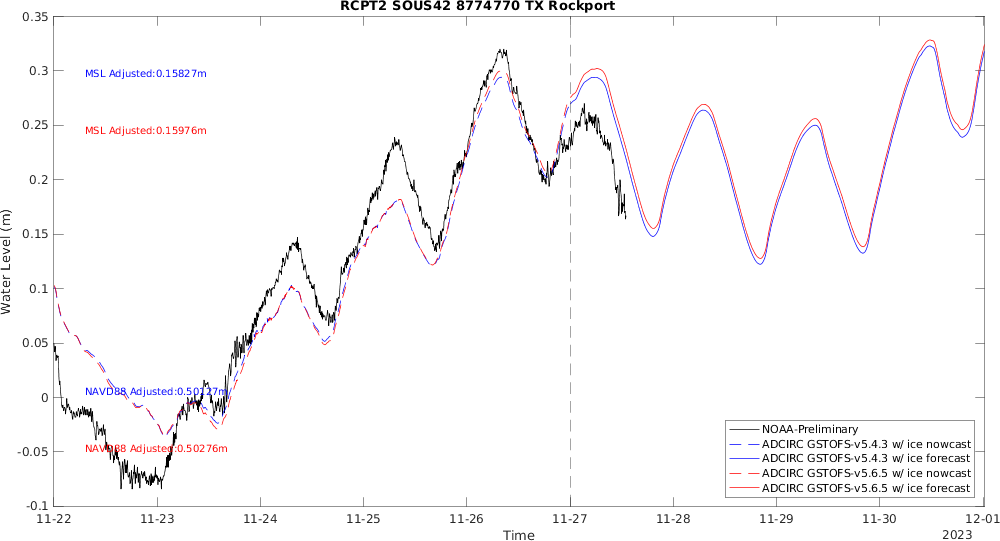 RCPT2 SOUS42 8774770 TX Rockport
0.35
0.3
0.25
0.2
0.15
0.1
0.05
0
-0.05
-0.1
Water Level (m)
MSL Adjusted:0.15827m
MSL Adjusted:0.15976m
NAVD88 Adjusted:0.50127m
NAVD88 Adjusted:0.50276m
NOAA-Preliminary
ADCIRC GSTOFS-v5.4.3 w/ ice nowcast
ADCIRC GSTOFS-v5.4.3 w/ ice forecast
ADCIRC GSTOFS-v5.6.5 w/ ice nowcast
ADCIRC GSTOFS-v5.6.5 w/ ice forecast
11-22 11-23 11-24 11-25 11-26 11-27 11-28 11-29 11-30 12-01
Time
2023